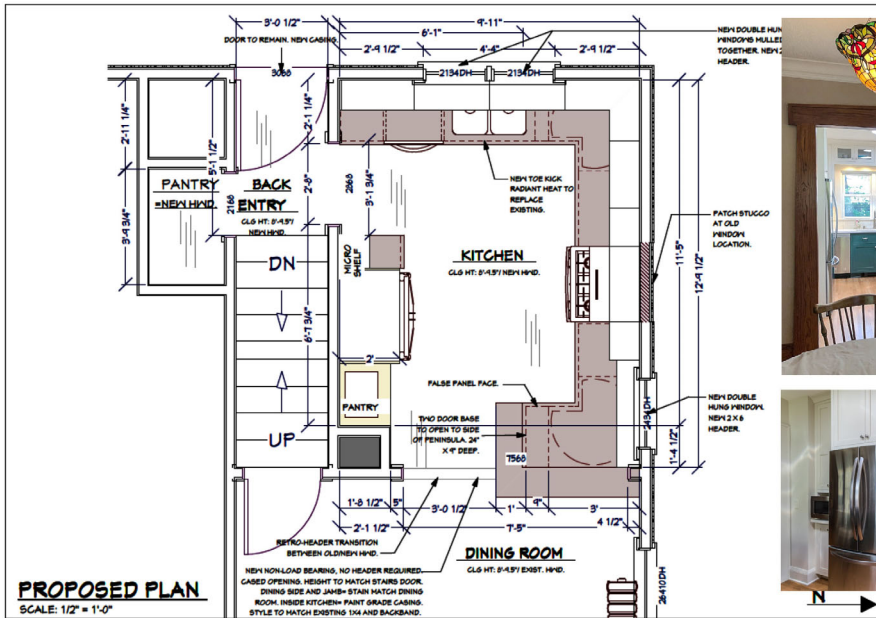 3'-0 1/2"
9'-11"
6'-1"
DOOR TO REMAIN. NEW CASING
2'-9 1/2"
4'-4"
2'-9 1/2"
NEW DOUBLE HUN
WINDOWS MULLED
TOGETHER. NEW 2
HEADER.
3068
2134DH
2134DH
2'-11 1/4"
5'-1 1/2"
2'-1 1/4"
2'-8"
2868
3'-1 3/4"
NEW TOE KICK
RADIANT HEAT TO
REPLACE
EXISTING.
PANTRY
=NEW HWD.
2168
BACK
ENTRY
CLG HT: 8'-9.5"/
NEW HWD.
3'-9 3/4"
MICRO
SHELF
KITCHEN
CLG HT: 8'-9.5"/ NEW HWD.
PATCH STUCCO
AT OLD
WINDOW
LOCATION.
11'-5"
12'-9 1/2"
DN
6'-7 3/4"
2'
FALSE PANEL FACE.
PANTRY
TWO DOOR BASE
TO OPEN TO SIDE
OF PENINSULA. 24"
X 9" DEEP.
NEW DOUBLE
HUNG WINDOW.
NEW 2 X 6
HEADER.
UP
7568
1'-4 1/2"
1'-8 1/2"
5"
3'-0 1/2"
1'
9"
3'
2'-1 1/2"
7'-5"
4 1/2"
RETRO-HEADER TRANSITION
BETWEEN OLD/NEW HWD.
DINING ROOM
CLG HT: 8'-9.5"/ EXIST. HWD.
NEW NON-LOAD BEARING, NO HEADER REQUIRED.
CASED OPENING. HEIGHT TO MATCH STAIRS DOOR.
DINING SIDE AND JAMB= STAIN MATCH DINING
ROOM. INSIDE KITCHEN= PAINT GRADE CASING.
STYLE TO MATCH EXISTING 1X4 AND BACKBAND.
26410DH
PROPOSED PLAN
SCALE: 1/2" = 1'-0"
N